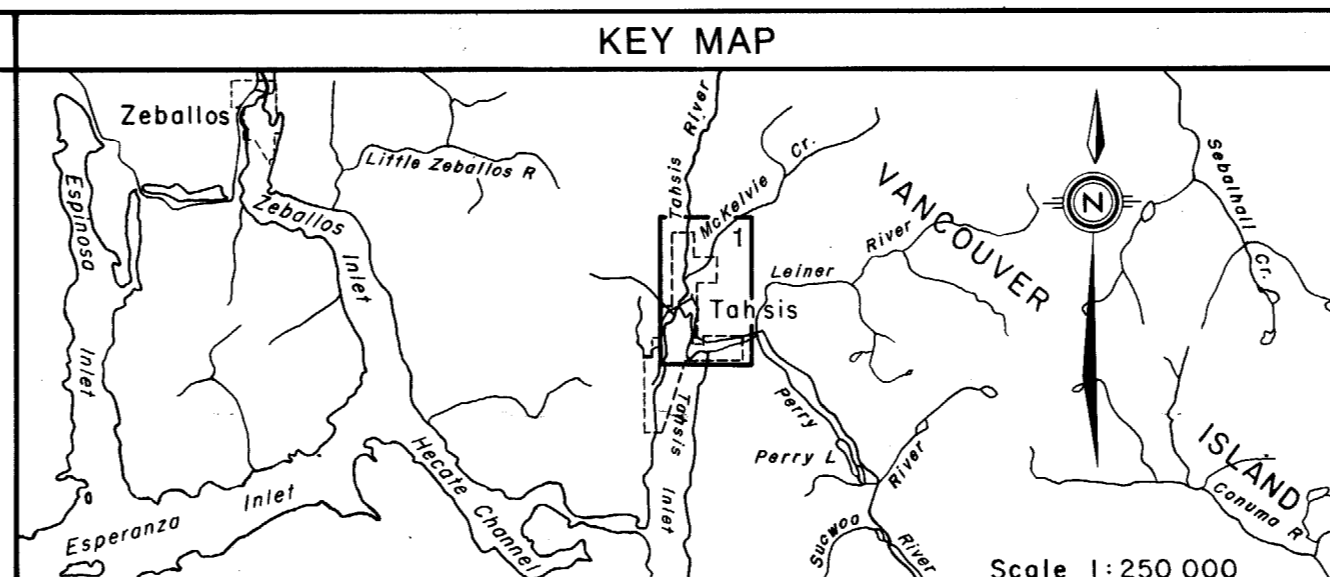 KEY MAP
Zeballos
Little Zeballos R
Zeballos
Inlet
Espinosa
Inlet
Esperanza
Inlet
Hecate Channel
Tahsis River
McKelvie Cr.
1
Tahsis
Tahsis
Inlet
Leiner
River
VANCOUVER
ISLAND
N
Sebalhall Cr.
Perry
River
Perry L
Sucwoa
River
Conuma R
Scale 1:250 000